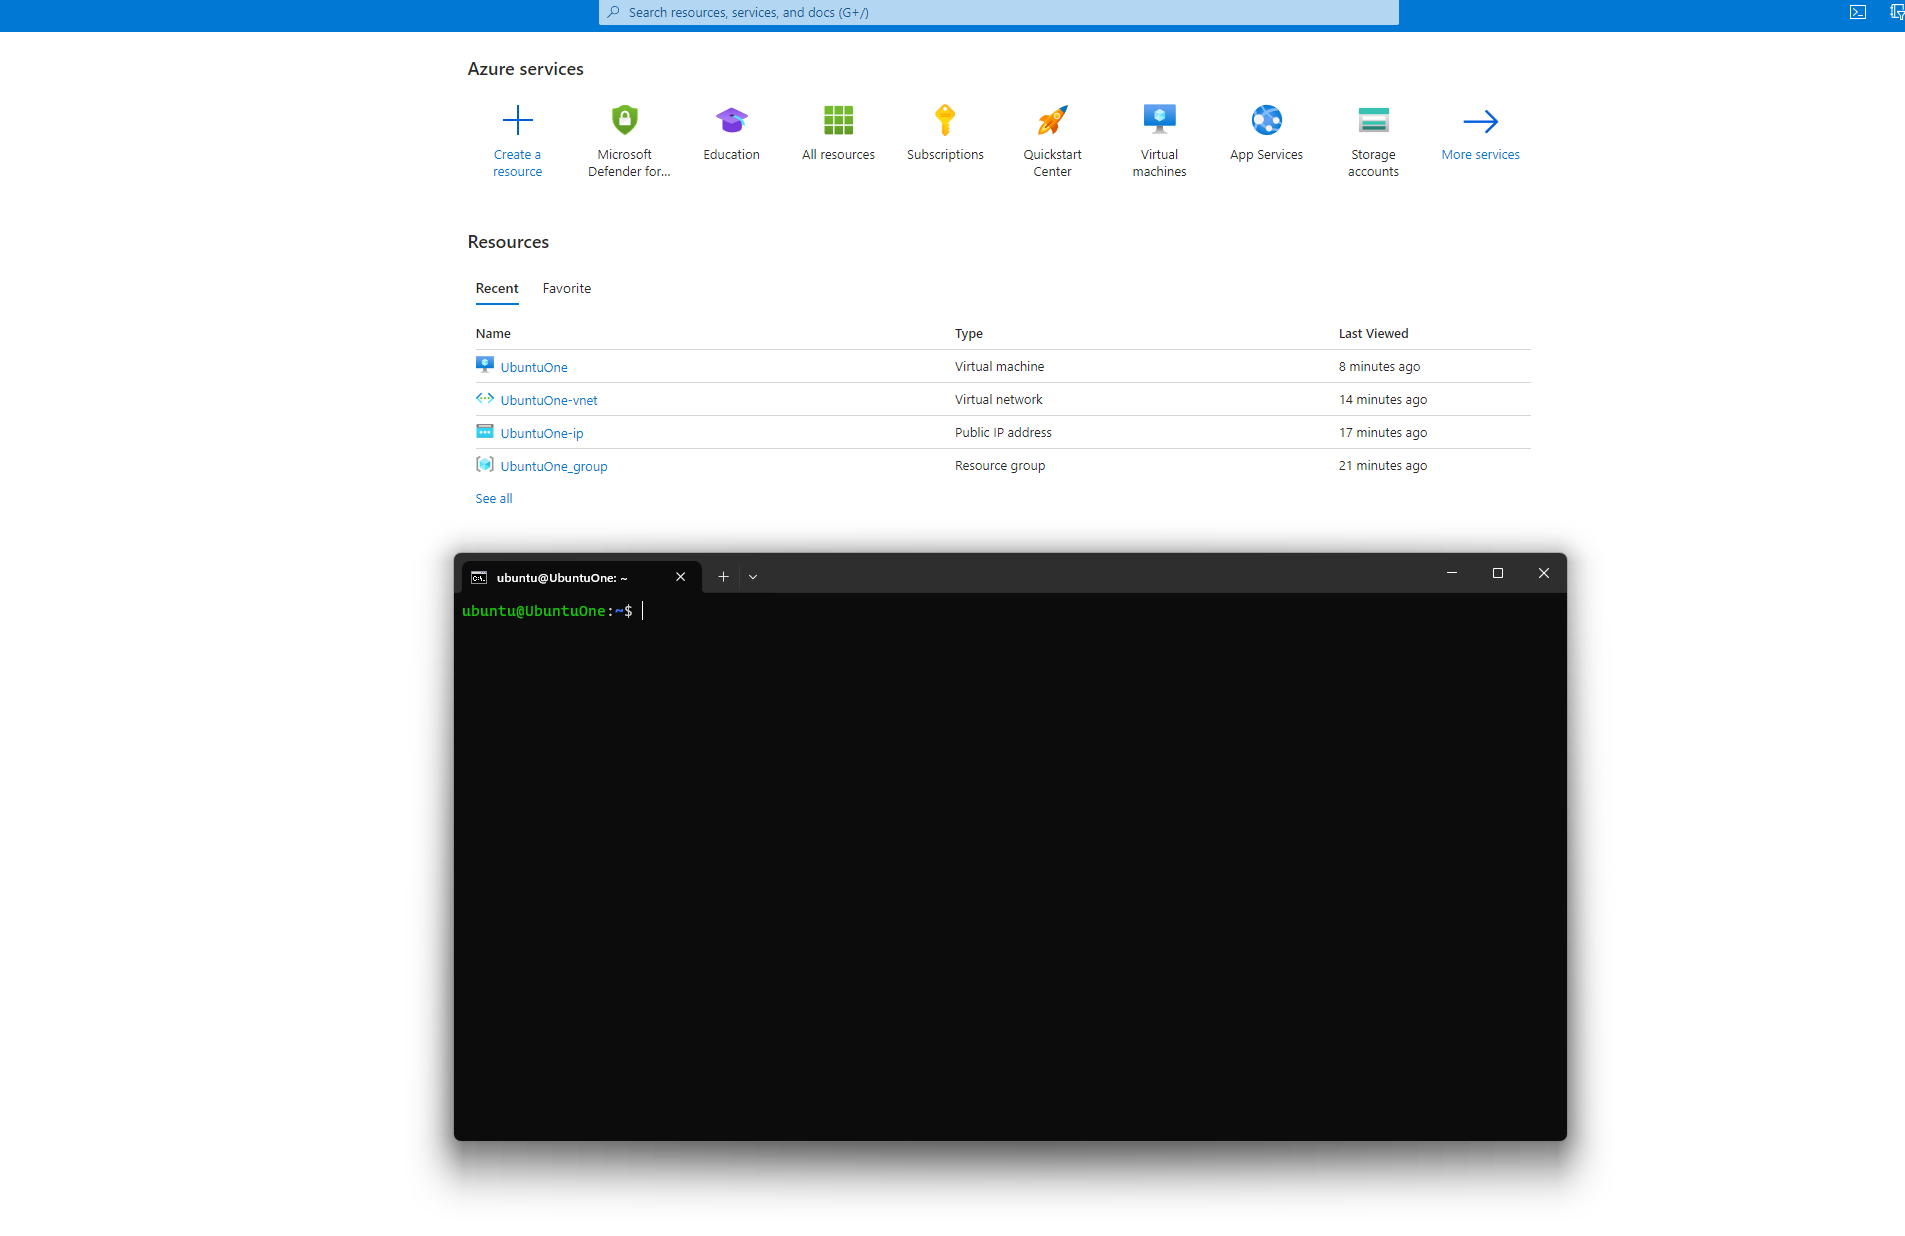 Search resources, services, and docs (G+/)
Azure services
Create a resource
Microsoft Defender for...
Education
All resources
Subscriptions
Quickstart Center
Virtual machines
App Services
Storage accounts
More services
Resources
Recent Favorite
Name Type Last Viewed
UbuntuOne Virtual machine 8 minutes ago
UbuntuOne-vnet Virtual network 14 minutes ago
UbuntuOne-ip Public IP address 17 minutes ago
UbuntuOne_group Resource group 21 minutes ago
See all
ubuntu@UbuntuOne: ~
ubuntu@UbuntuOne:~$